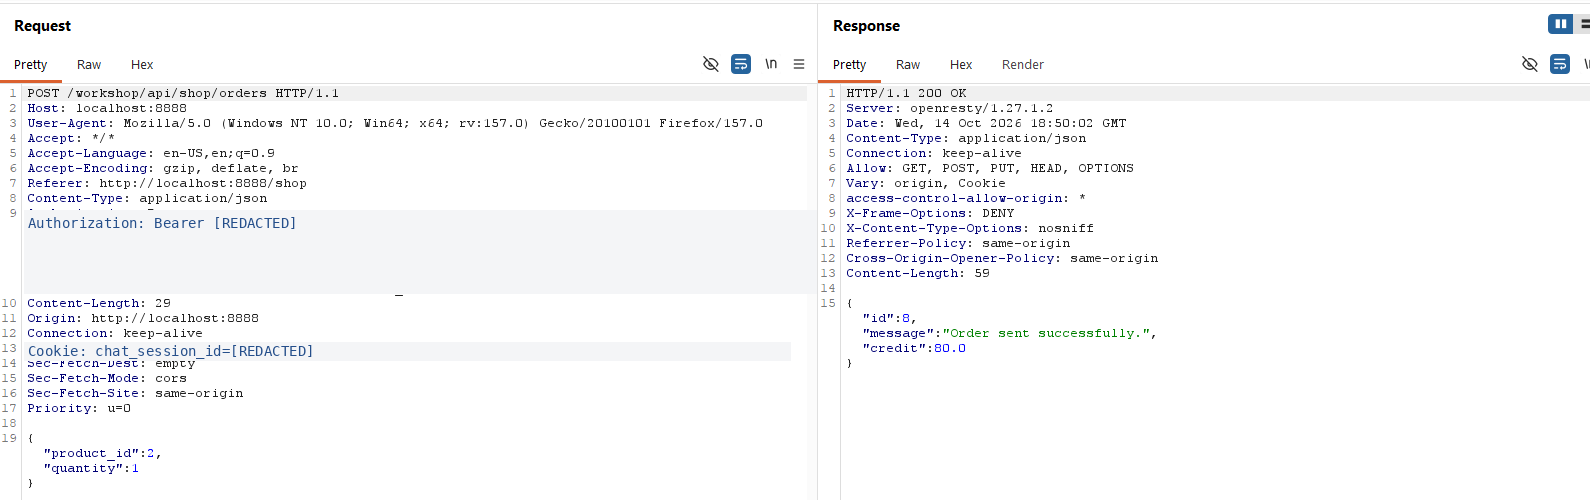 Request
Pretty Raw Hex \n
1 POST /workshop/api/shop/orders HTTP/1.1
2 Host: localhost:8888
3 User-Agent: Mozilla/5.0 (Windows NT 10.0; Win64; x64; rv:157.0) Gecko/20100101 Firefox/157.0
4 Accept: */*
5 Accept-Language: en-US,en;q=0.9
6 Accept-Encoding: gzip, deflate, br
7 Referer: http://localhost:8888/shop
8 Content-Type: application/json
9
Authorization: Bearer [REDACTED]
10 Content-Length: 29
11 Origin: http://localhost:8888
12 Connection: keep-alive
13 Cookie: chat_session_id=[REDACTED]
14 Sec-Fetch-Dest: empty
15 Sec-Fetch-Mode: cors
16 Sec-Fetch-Site: same-origin
17 Priority: u=0
18
19 {
"product_id":2,
"quantity":1
}
Response
Pretty Raw Hex Render
1 HTTP/1.1 200 OK
2 Server: openresty/1.27.1.2
3 Date: Wed, 14 Oct 2026 18:50:02 GMT
4 Content-Type: application/json
5 Connection: keep-alive
6 Allow: GET, POST, PUT, HEAD, OPTIONS
7 Vary: origin, Cookie
8 access-control-allow-origin: *
9 X-Frame-Options: DENY
10 X-Content-Type-Options: nosniff
11 Referrer-Policy: same-origin
12 Cross-Origin-Opener-Policy: same-origin
13 Content-Length: 59
14
15 {
"id":8,
"message":"Order sent successfully.",
"credit":80.0
}